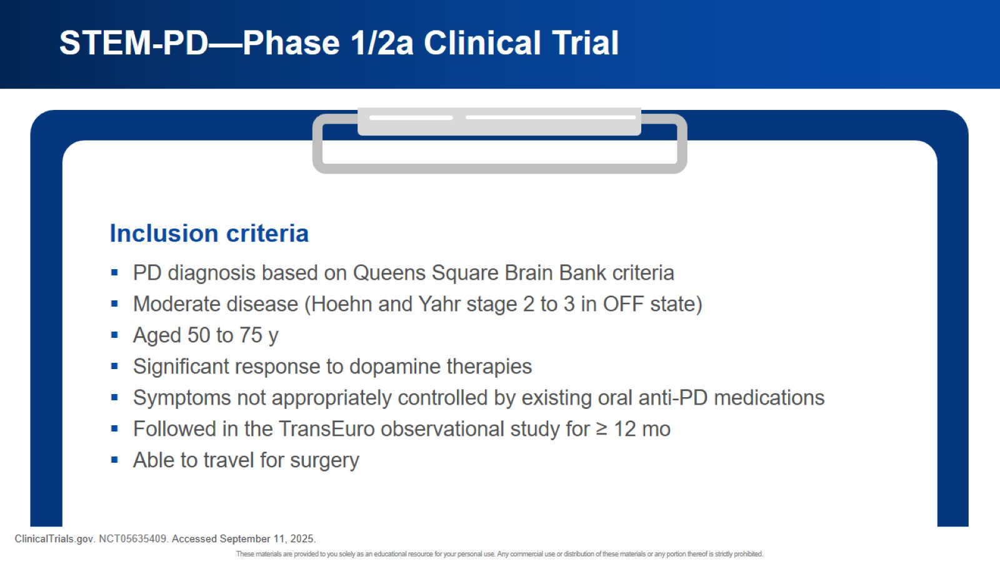 STEM-PD—Phase 1/2a Clinical Trial
Inclusion criteria
▪ PD diagnosis based on Queens Square Brain Bank criteria
▪ Moderate disease (Hoehn and Yahr stage 2 to 3 in OFF state)
▪ Aged 50 to 75 y
▪ Significant response to dopamine therapies
▪ Symptoms not appropriately controlled by existing oral anti-PD medications
▪ Followed in the TransEuro observational study for ≥ 12 mo
▪ Able to travel for surgery
ClinicalTrials.gov. NCT05635409. Accessed September 11, 2025.
These materials are provided to you solely as an educational resource for your personal use. Any commercial use or distribution of these materials or any portion thereof is strictly prohibited.